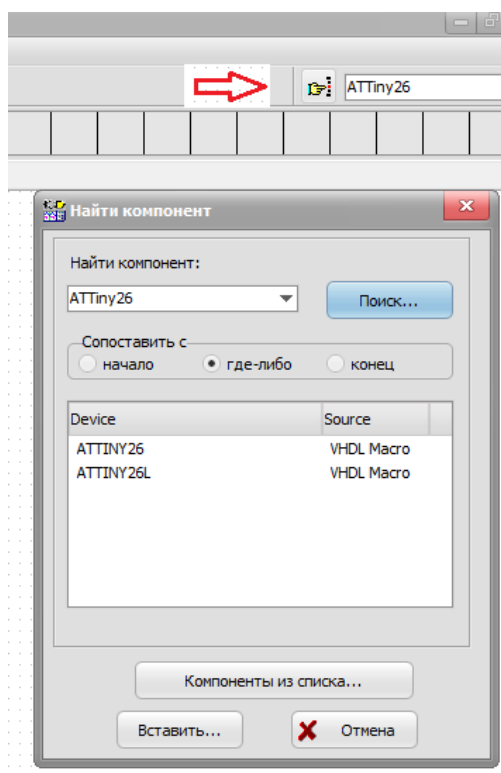 ATTiny26
Найти компонент
Найти компонент:
ATTiny26
Поиск...
Сопоставить с
начало где-либо конец
Device Source
ATTINY26 VHDL Macro
ATTINY26L VHDL Macro
Компоненты из списка...
Вставить... Отмена